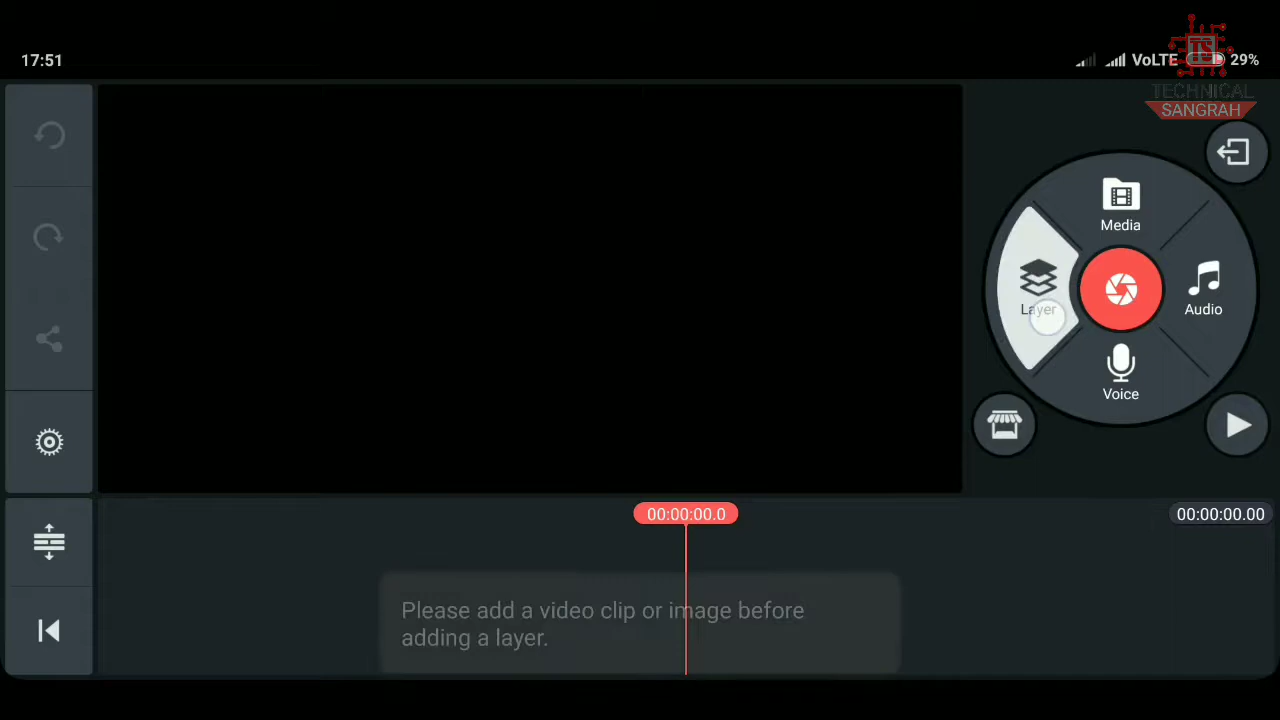 17:51
VoLTE
29%
TECHNICAL
SANGRAH
Media
Layer
Audio
Voice
00:00:00.0
00:00:00.00
Please add a video clip or image before
adding a layer.